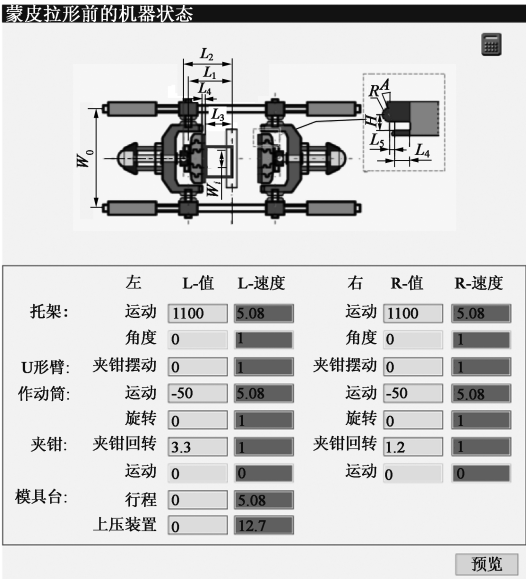 蒙皮拉形前的机器状态
L2
L1
L4
L3
W0
W
R A
H
L5 L4
左 L-值 L-速度 右 R-值 R-速度
托架: 运动 1100 5.08 运动 1100 5.08
角度 0 1 角度 0 1
U形臂: 夹钳摆动 0 1 夹钳摆动 0 1
作动筒: 运动 -50 5.08 运动 -50 5.08
旋转 0 1 旋转 0 1
夹钳: 夹钳回转 3.3 1 夹钳回转 1.2 1
运动 0 0 运动 0 0
模具台: 行程 0 5.08
上压装置 0 12.7
预览